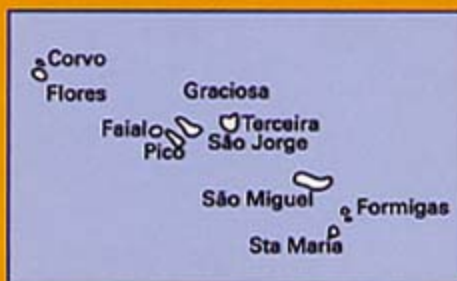 Corvo
Flores
Graciosa
Faial
Terceira
Pico
São Jorge
São Miguel
Formigas
Sta Maria